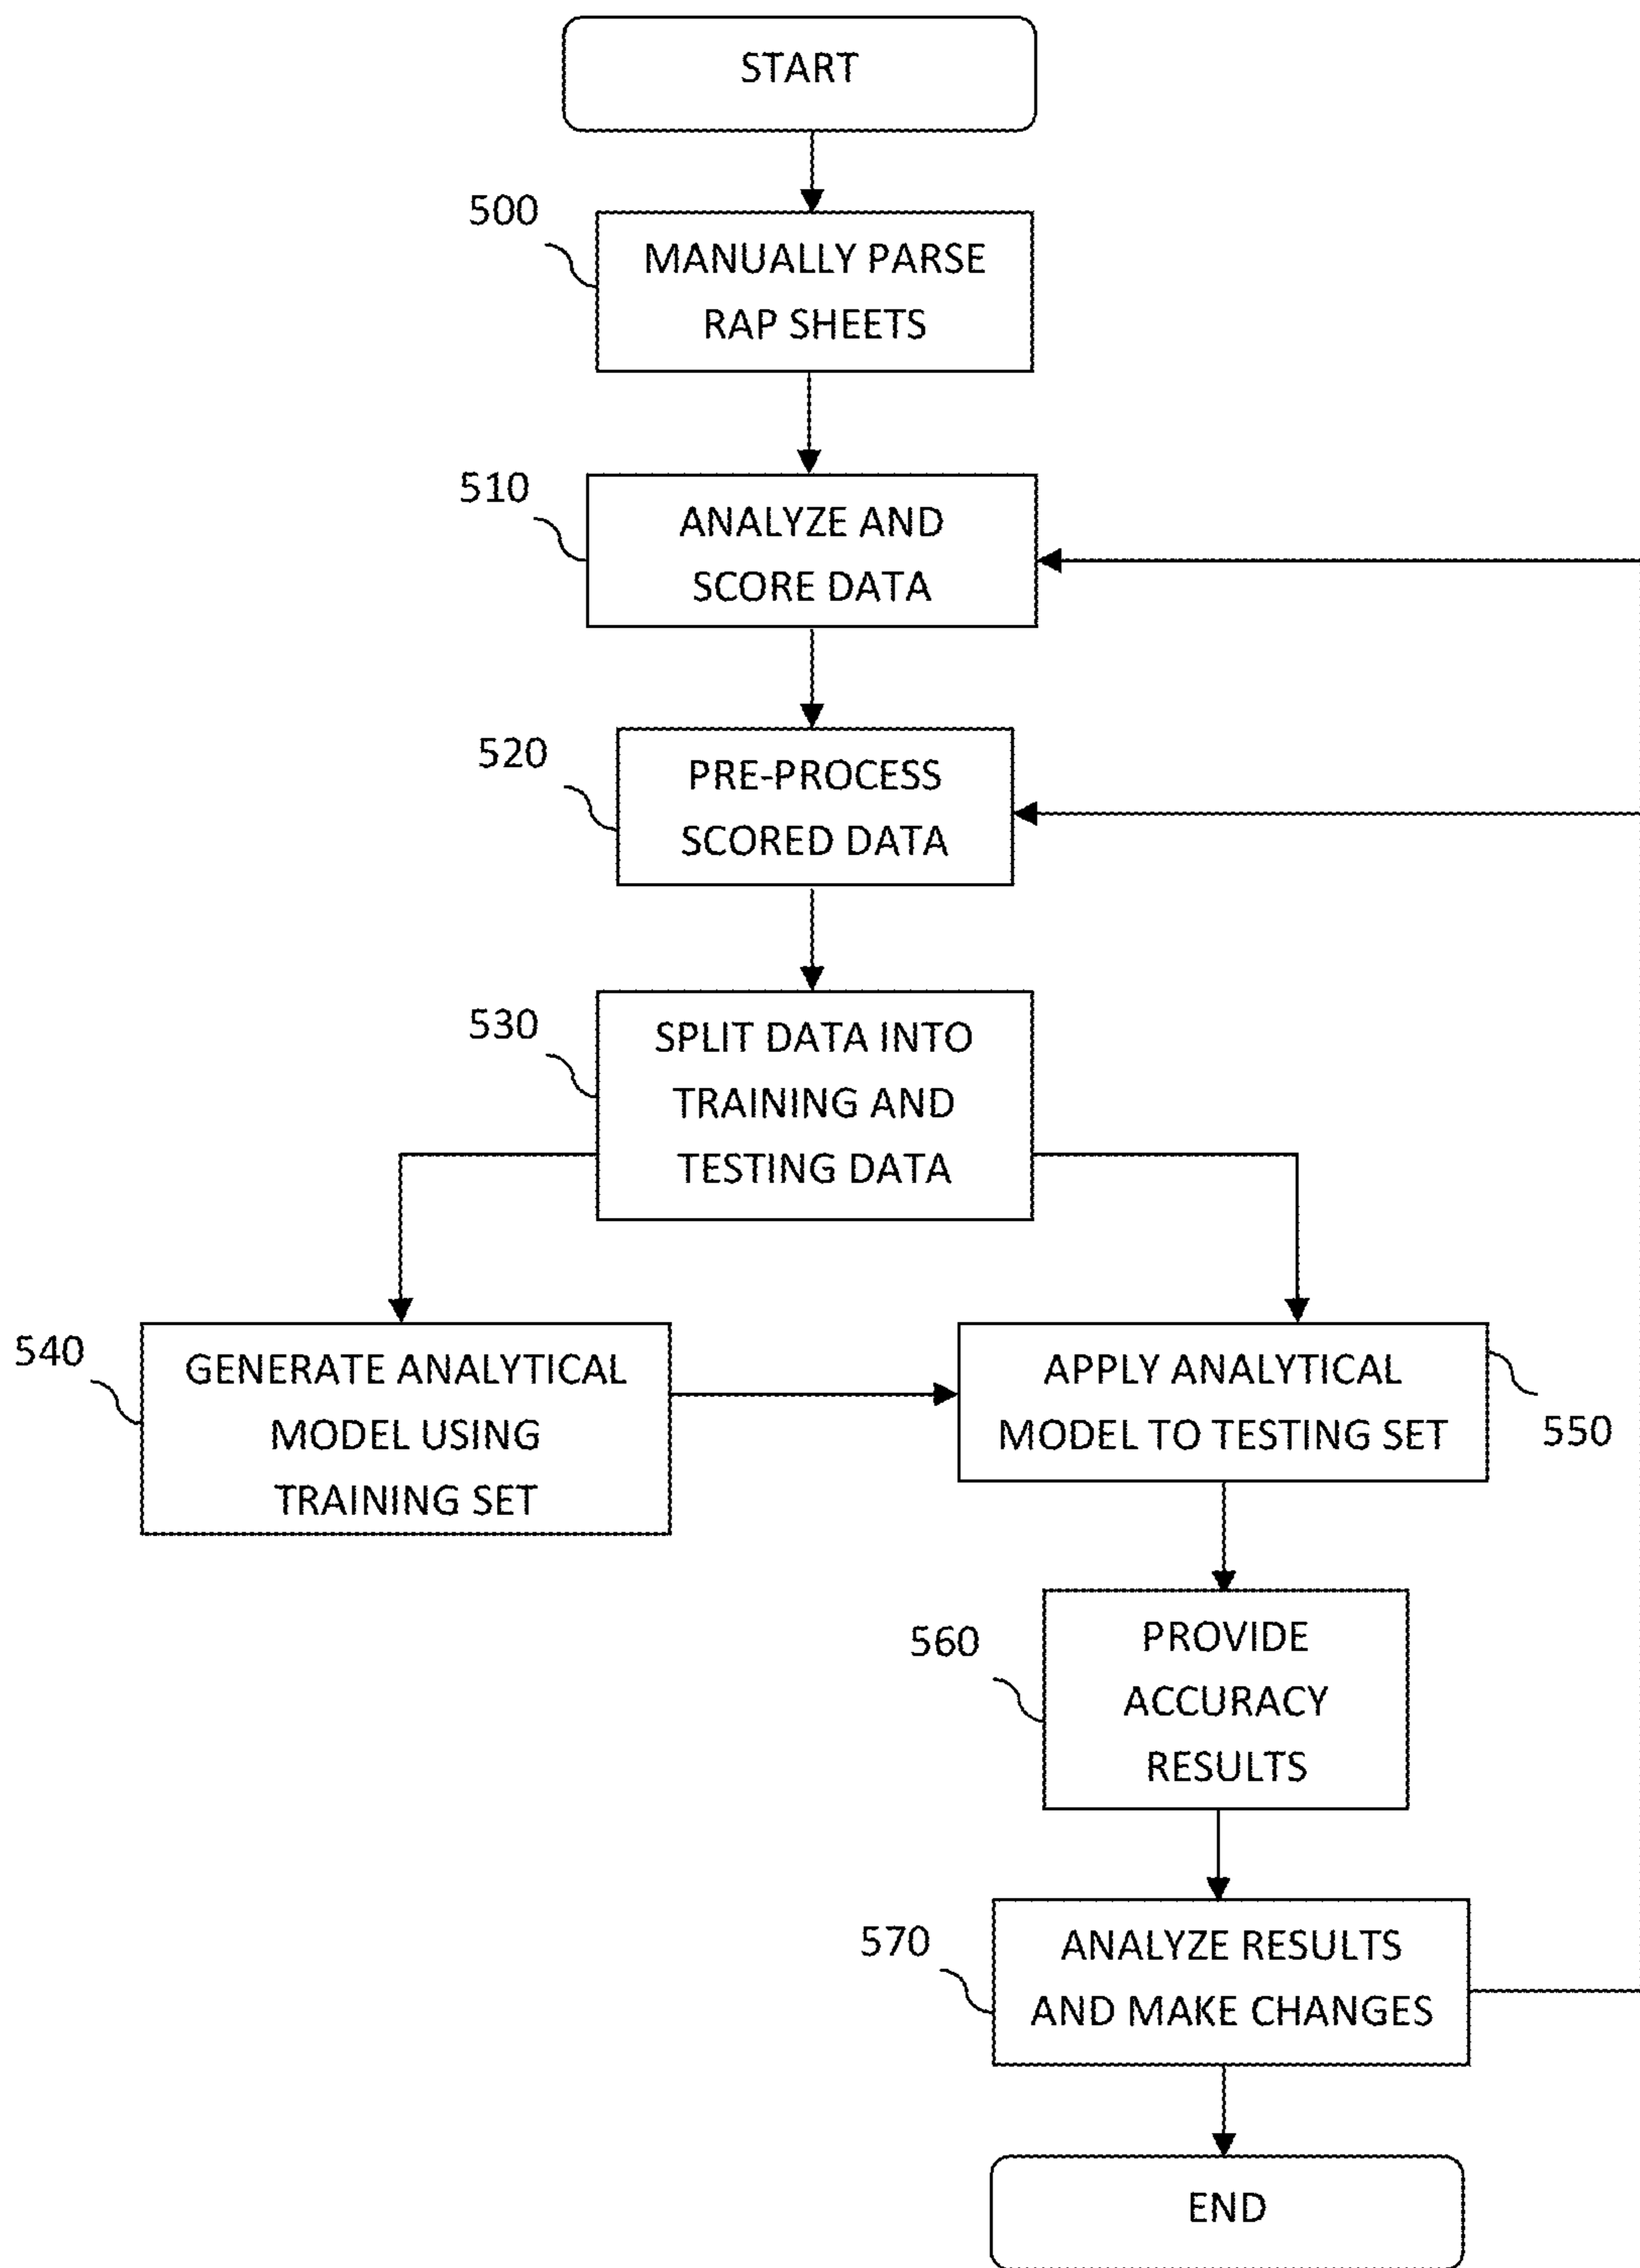 START
500
MANUALLY PARSE
RAP SHEETS
510
ANALYZE AND
SCORE DATA
520
PRE-PROCESS
SCORED DATA
530
SPLIT DATA INTO
TRAINING AND
TESTING DATA
540
GENERATE ANALYTICAL
MODEL USING
TRAINING SET
APPLY ANALYTICAL
MODEL TO TESTING SET
550
560
PROVIDE
ACCURACY
RESULTS
570
ANALYZE RESULTS
AND MAKE CHANGES
END